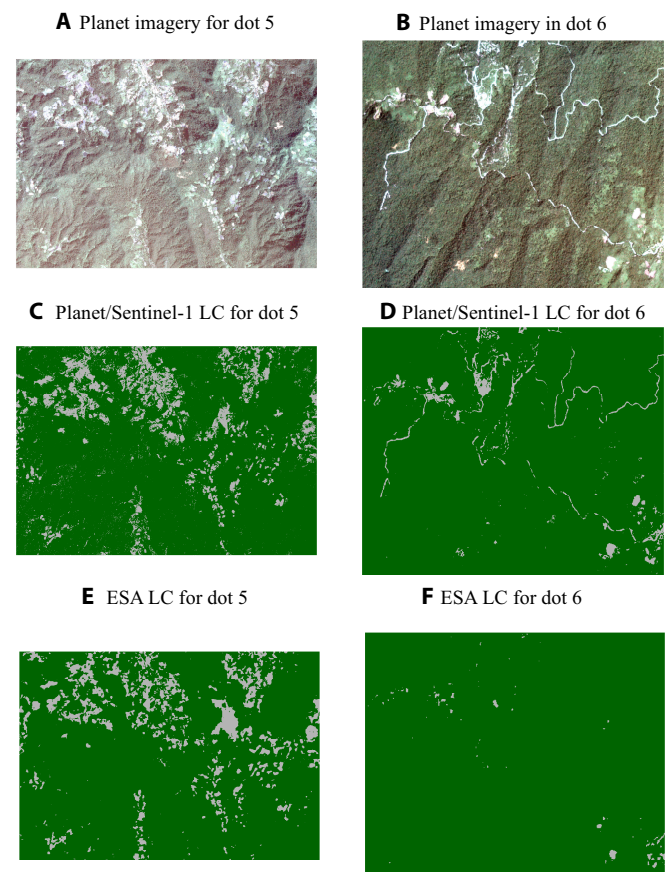 A Planet imagery for dot 5
B Planet imagery in dot 6
C Planet/Sentinel-1 LC for dot 5
D Planet/Sentinel-1 LC for dot 6
E ESA LC for dot 5
F ESA LC for dot 6